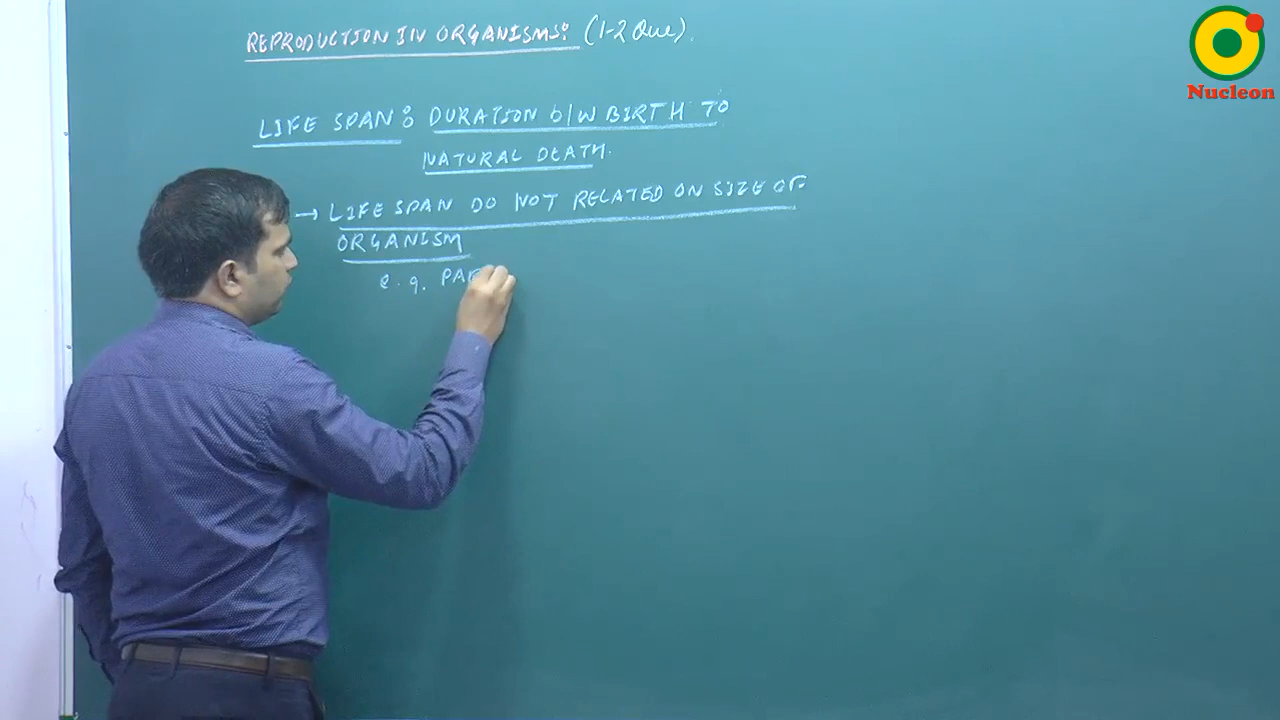 REPRODUCTION IN ORGANISMS: (1-2 Que).
LIFE SPAN: DURATION b/W BIRTH TO
NATURAL DEATH.
→ LIFE SPAN DO NOT RELATED ON SIZE OF
ORGANISM
e.g. PA
Nucleon